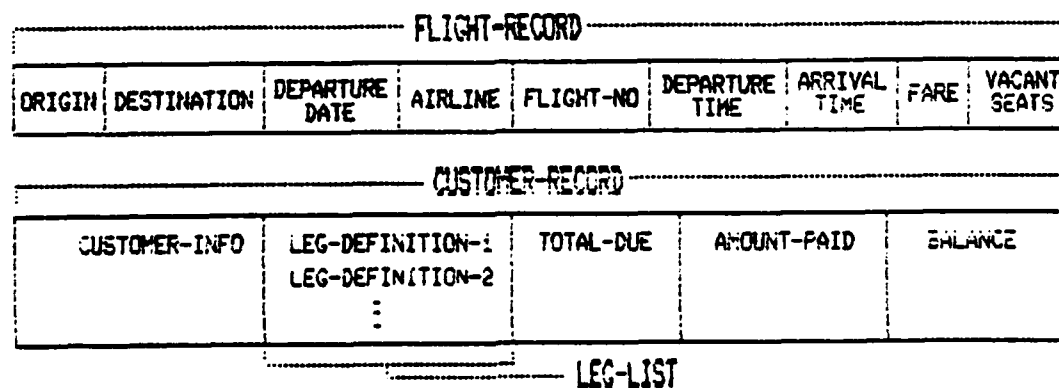 FLIGHT-RECORD
ORIGIN DESTINATION DEPARTURE DATE AIRLINE FLIGHT-NO DEPARTURE TIME ARRIVAL TIME FARE VACANT SEATS
CUSTOMER-RECORD
CUSTOMER-INFO LEG-DEFINITION-1 TOTAL-DUE AMOUNT-PAID BALANCE
LEG-DEFINITION-2
LEG-LIST